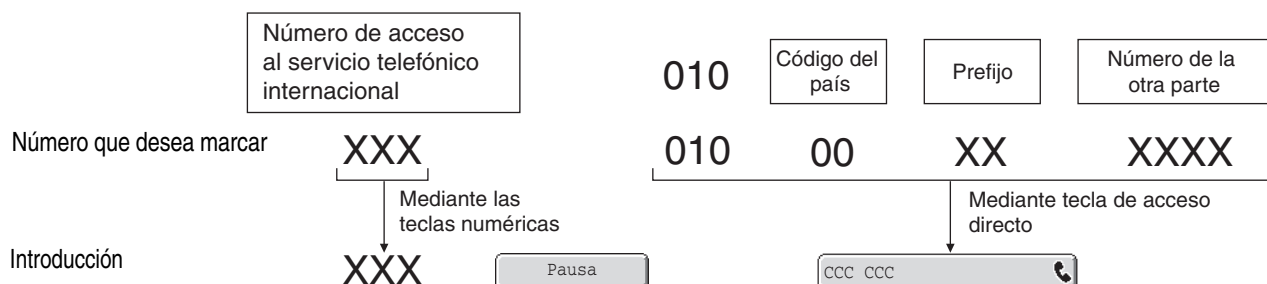 Número de acceso
al servicio telefónico
internacional
010
Código del
país
Prefijo
Número de la
otra parte
Número que desea marcar
XXX
010
00
XX
XXXX
Mediante las
teclas numéricas
Mediante tecla de acceso
directo
Introducción
XXX
Pausa
CCC CCC